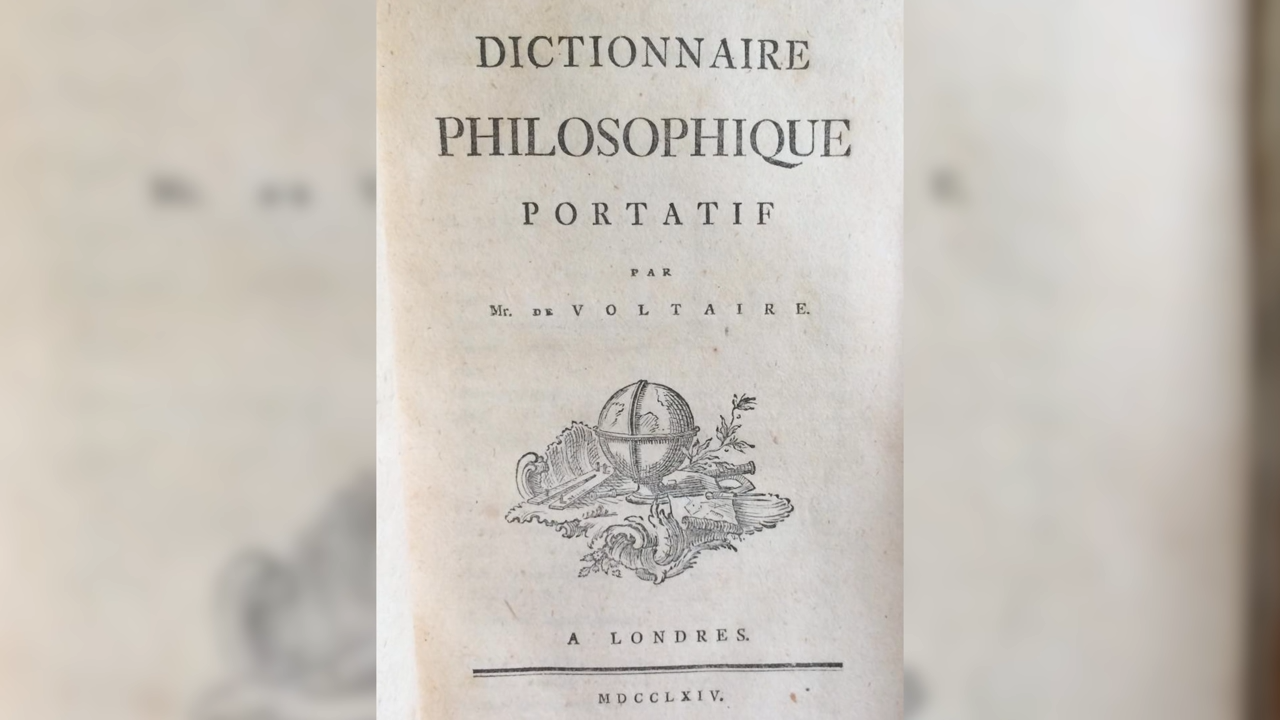 DICTIONNAIRE
PHILOSOPHIQUE
PORTATIF
PAR
Mr. DE VOLTAIRE.
A LONDRES.
MDCCLXIV.